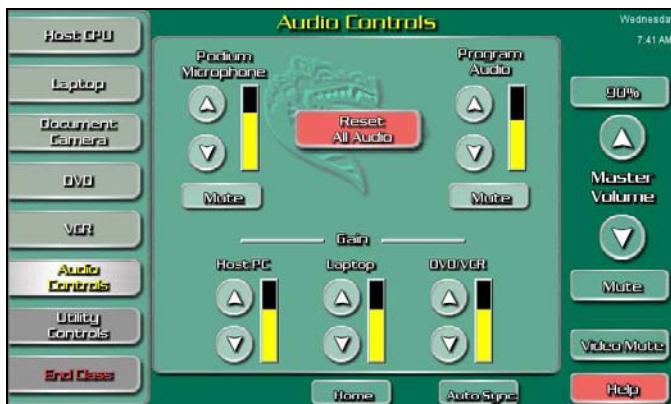 Audio Controls
Wednesday
7:41 AM
Host CPU
Laptop
Document
Camera
DVD
VCR
Audio
Controls
Utility
Controls
End Class
Podium
Microphone
Mute
Reset
All Audio
Program
Audio
Mute
Gain
Host PC
Laptop
DVD/VCR
90%
Master
Volume
Mute
Video Mute
Home
Auto Sync
Help